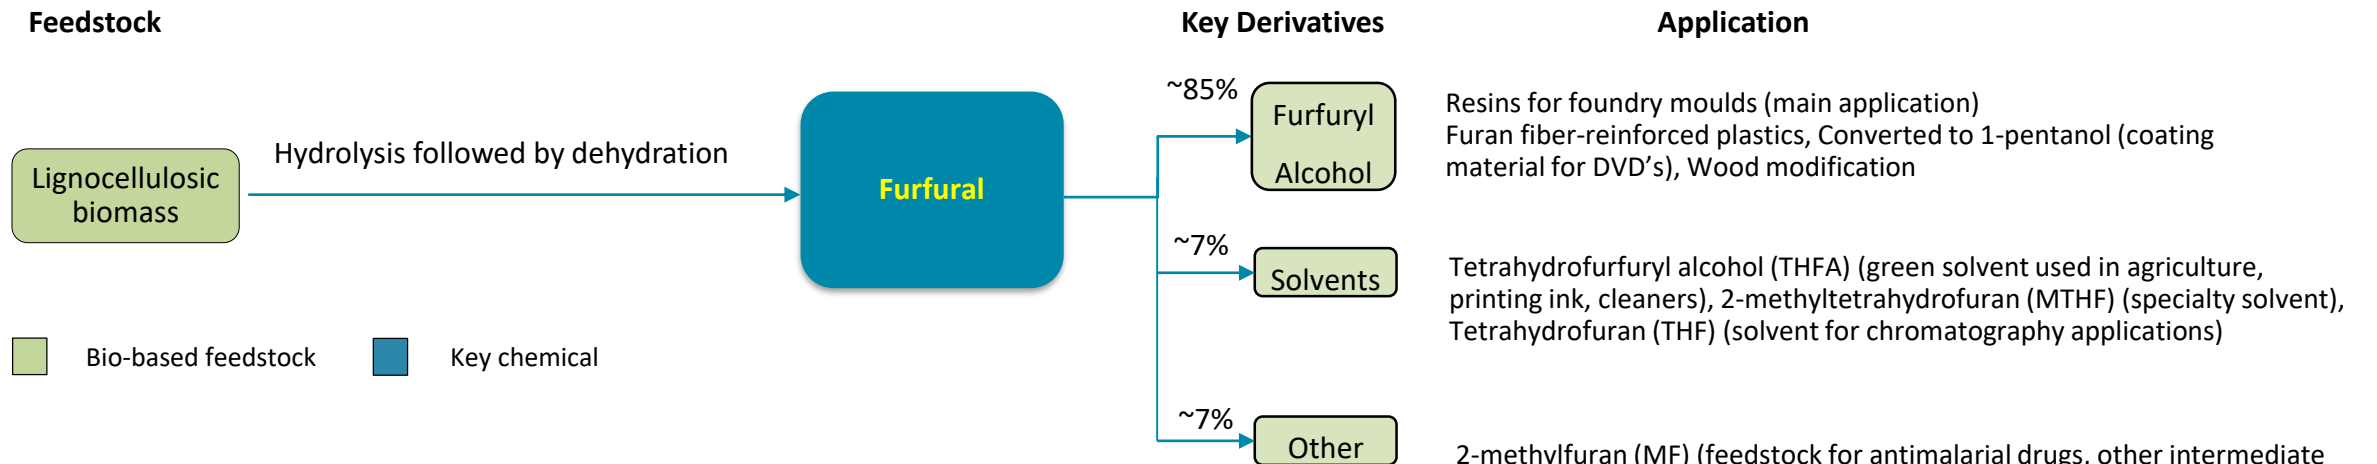 Feedstock
Key Derivatives
Application
~85%
Furfuryl
Alcohol
Resins for foundry moulds (main application)
Furan fiber-reinforced plastics, Converted to 1-pentanol (coating
material for DVD's), Wood modification
Hydrolysis followed by dehydration
Lignocellulosic
biomass
Furfural
~7%
Solvents
Tetrahydrofurfuryl alcohol (THFA) (green solvent used in agriculture,
printing ink, cleaners), 2-methyltetrahydrofuran (MTHF) (specialty solvent),
Tetrahydrofuran (THF) (solvent for chromatography applications)
Bio-based feedstock
Key chemical
~7%
Other
2-methylfuran (MF) (feedstock for antimalarial drugs, other intermediate